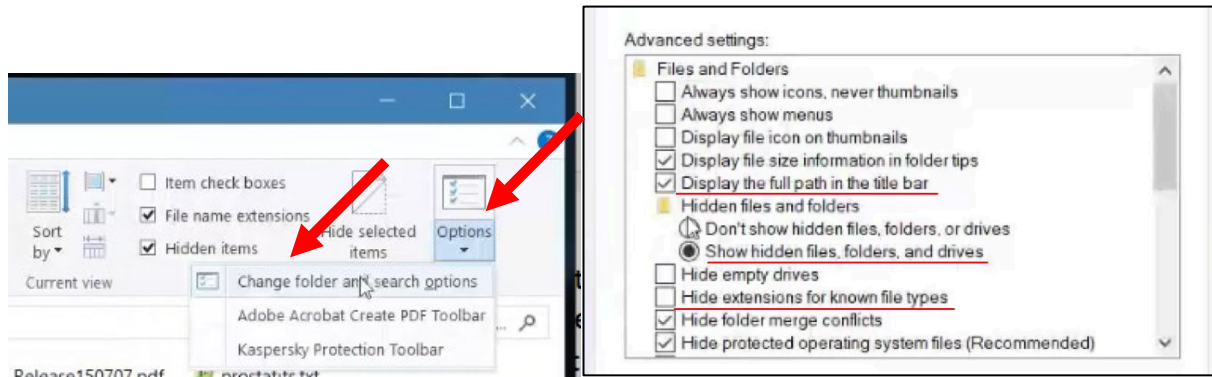 Item check boxes
File name extensions
Hidden items
Sort
by
Current view
Hide selected
items
Options
Change folder and search options
Adobe Acrobat Create PDF Toolbar
Kaspersky Protection Toolbar
...
Release150707.pdf
prostatits.txt
Advanced settings:
Files and Folders
Always show icons, never thumbnails
Always show menus
Display file icon on thumbnails
Display file size information in folder tips
Display the full path in the title bar
Hidden files and folders
Don't show hidden files, folders, or drives
Show hidden files, folders, and drives
Hide empty drives
Hide extensions for known file types
Hide folder merge conflicts
Hide protected operating system files (Recommended)